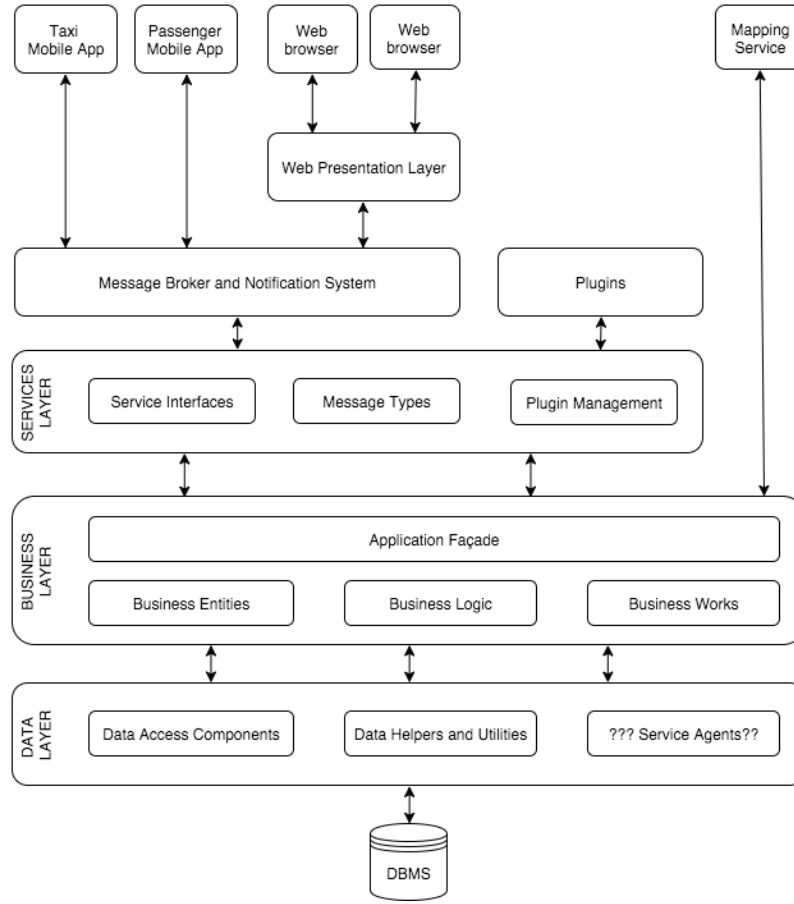 Taxi
Mobile App
Passenger
Mobile App
Web
browser
Web
browser
Mapping
Service
Web Presentation Layer
Message Broker and Notification System
Plugins
SERVICES
LAYER
Service Interfaces
Message Types
Plugin Management
BUSINESS
LAYER
Application Façade
Business Entities
Business Logic
Business Works
DATA
LAYER
Data Access Components
Data Helpers and Utilities
??? Service Agents??
DBMS